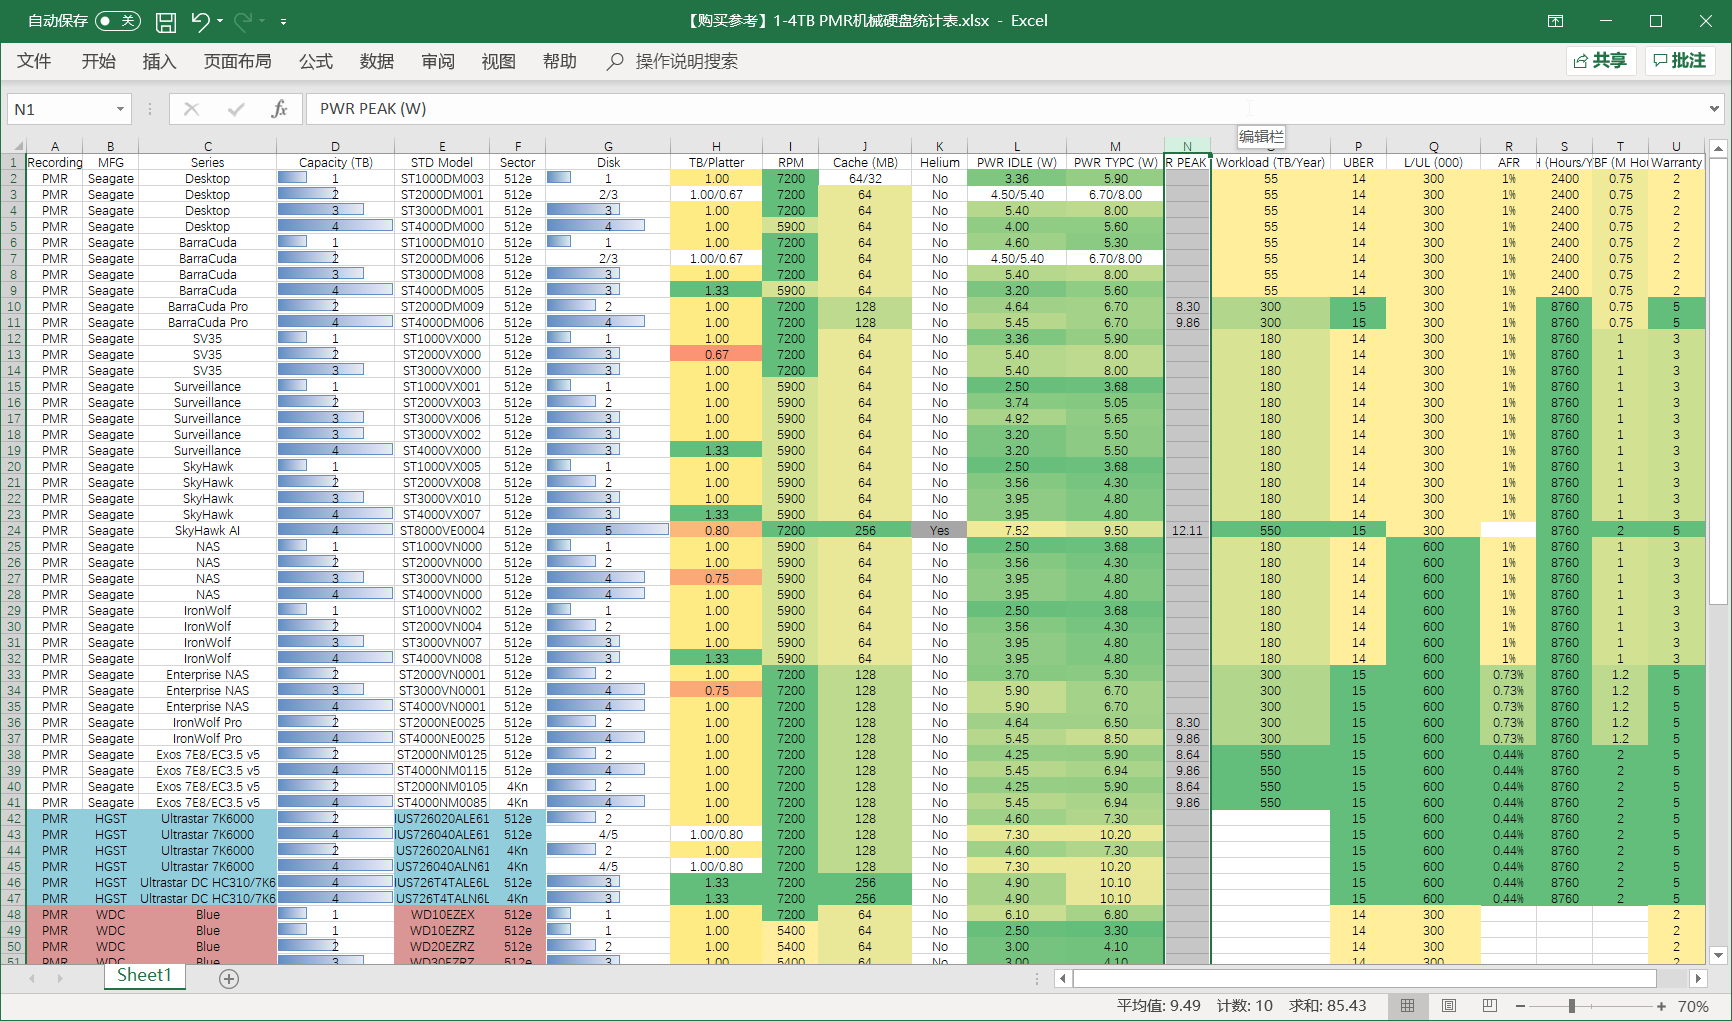 自动保存 关 【购买参考】1-4TB PMR机械硬盘统计表.xlsx - Excel
文件 开始 插入 页面布局 公式 数据 审阅 视图 帮助 操作说明搜索 共享 批注
N1 fx PWR PEAK (W)
编辑栏
A B C D E F G H I J K L M N P Q R S T U
1 Recording MFG Series Capacity (TB) STD Model Sector Disk TB/Platter RPM Cache (MB) Helium PWR IDLE (W) PWR TYPC (W) R PEAK Workload (TB/Year) UBER L/UL (000) AFR H (Hours/Y BF (M Hou Warranty
2 PMR Seagate Desktop 1 ST1000DM003 512e 1 1.00 7200 64/32 No 3.36 5.90 55 14 300 1% 2400 0.75 2
3 PMR Seagate Desktop 2 ST2000DM001 512e 2/3 1.00/0.67 7200 64 No 4.50/5.40 6.70/8.00 55 14 300 1% 2400 0.75 2
4 PMR Seagate Desktop 3 ST3000DM001 512e 3 1.00 7200 64 No 5.40 8.00 55 14 300 1% 2400 0.75 2
5 PMR Seagate Desktop 4 ST4000DM000 512e 4 1.00 5900 64 No 4.00 5.60 55 14 300 1% 2400 0.75 2
6 PMR Seagate BarraCuda 1 ST1000DM010 512e 1 1.00 7200 64 No 4.60 5.30 55 14 300 1% 2400 0.75 2
7 PMR Seagate BarraCuda 2 ST2000DM006 512e 2/3 1.00/0.67 7200 64 No 4.50/5.40 6.70/8.00 55 14 300 1% 2400 0.75 2
8 PMR Seagate BarraCuda 3 ST3000DM008 512e 3 1.00 7200 64 No 5.40 8.00 55 14 300 1% 2400 0.75 2
9 PMR Seagate BarraCuda 4 ST4000DM005 512e 3 1.33 7200 64 No 3.20 5.60 55 14 300 1% 2400 0.75 2
10 PMR Seagate BarraCuda Pro 2 ST2000DM009 512e 2 1.00 7200 128 No 4.64 6.70 8.30 300 15 300 1% 8760 0.75 5
11 PMR Seagate BarraCuda Pro 4 ST4000DM006 512e 4 1.00 7200 128 No 5.45 6.70 9.86 300 15 300 1% 8760 0.75 5
12 PMR Seagate SV35 1 ST1000VX000 512e 1 1.00 7200 64 No 3.36 5.90 180 14 300 1% 8760 1 3
13 PMR Seagate SV35 2 ST2000VX000 512e 3 0.67 7200 64 No 5.40 8.00 180 14 300 1% 8760 1 3
14 PMR Seagate SV35 3 ST3000VX000 512e 3 1.00 7200 64 No 5.40 8.00 180 14 300 1% 8760 1 3
15 PMR Seagate Surveillance 1 ST1000VX001 512e 1 1.00 5900 64 No 2.50 3.68 180 14 300 1% 8760 1 3
16 PMR Seagate Surveillance 2 ST2000VX003 512e 2 1.00 5900 64 No 3.74 5.05 180 14 300 1% 8760 1 3
17 PMR Seagate Surveillance 3 ST3000VX006 512e 3 1.00 5900 64 No 4.92 5.65 180 14 300 1% 8760 1 3
18 PMR Seagate Surveillance 3 ST3000VX002 512e 3 1.00 5900 64 No 3.20 5.50 180 14 300 1% 8760 1 3
19 PMR Seagate Surveillance 4 ST4000VX000 512e 3 1.33 5900 64 No 3.20 5.50 180 14 300 1% 8760 1 3
20 PMR Seagate SkyHawk 1 ST1000VX005 512e 1 1.00 5900 64 No 2.50 3.68 180 14 300 1% 8760 1 3
21 PMR Seagate SkyHawk 2 ST2000VX008 512e 2 1.00 5900 64 No 3.56 4.30 180 14 300 1% 8760 1 3
22 PMR Seagate SkyHawk 3 ST3000VX010 512e 3 1.00 5900 64 No 3.95 4.80 180 14 300 1% 8760 1 3
23 PMR Seagate SkyHawk 4 ST4000VX007 512e 3 1.33 5900 64 No 3.95 4.80 180 14 300 1% 8760 1 3
24 PMR Seagate SkyHawk AI 4 ST8000VE0004 512e 5 0.80 7200 256 Yes 7.52 9.50 12.11 550 15 300 8760 2 5
25 PMR Seagate NAS 1 ST1000VN000 512e 1 1.00 5900 64 No 2.50 3.68 180 14 600 1% 8760 1 3
26 PMR Seagate NAS 2 ST2000VN000 512e 2 1.00 5900 64 No 3.56 4.30 180 14 600 1% 8760 1 3
27 PMR Seagate NAS 3 ST3000VN000 512e 4 0.75 5900 64 No 3.95 4.80 180 14 600 1% 8760 1 3
28 PMR Seagate NAS 4 ST4000VN000 512e 4 1.00 5900 64 No 3.95 4.80 180 14 600 1% 8760 1 3
29 PMR Seagate IronWolf 1 ST1000VN002 512e 1 1.00 5900 64 No 2.50 3.68 180 14 600 1% 8760 1 3
30 PMR Seagate IronWolf 2 ST2000VN004 512e 2 1.00 5900 64 No 3.56 4.30 180 14 600 1% 8760 1 3
31 PMR Seagate IronWolf 3 ST3000VN007 512e 3 1.00 5900 64 No 3.95 4.80 180 14 600 1% 8760 1 3
32 PMR Seagate IronWolf 4 ST4000VN008 512e 3 1.33 5900 64 No 3.95 4.80 180 14 600 1% 8760 1 3
33 PMR Seagate Enterprise NAS 2 ST2000VN0001 512e 2 1.00 7200 128 No 3.70 5.30 300 15 600 0.73% 8760 1.2 5
34 PMR Seagate Enterprise NAS 3 ST3000VN0001 512e 4 0.75 7200 128 No 5.90 6.70 300 15 600 0.73% 8760 1.2 5
35 PMR Seagate Enterprise NAS 4 ST4000VN0001 512e 4 1.00 7200 128 No 5.90 6.70 300 15 600 0.73% 8760 1.2 5
36 PMR Seagate IronWolf Pro 2 ST2000NE0025 512e 2 1.00 7200 128 No 4.64 6.50 8.30 300 15 600 0.73% 8760 1.2 5
37 PMR Seagate IronWolf Pro 4 ST4000NE0025 512e 4 1.00 7200 128 No 5.45 8.50 9.86 300 15 600 0.73% 8760 1.2 5
38 PMR Seagate Exos 7E8/EC3.5 v5 2 ST2000NM0125 512e 2 1.00 7200 128 No 4.25 5.90 8.64 550 15 600 0.44% 8760 2 5
39 PMR Seagate Exos 7E8/EC3.5 v5 4 ST4000NM0115 512e 4 1.00 7200 128 No 5.45 6.94 9.86 550 15 600 0.44% 8760 2 5
40 PMR Seagate Exos 7E8/EC3.5 v5 2 ST2000NM0105 4Kn 2 1.00 7200 128 No 4.25 5.90 8.64 550 15 600 0.44% 8760 2 5
41 PMR Seagate Exos 7E8/EC3.5 v5 4 ST4000NM0085 4Kn 4 1.00 7200 128 No 5.45 6.94 9.86 550 15 600 0.44% 8760 2 5
42 PMR HGST Ultrastar 7K6000 2 IUS726020ALE61 512e 2 1.00 7200 128 No 4.60 7.30 15 600 0.44% 8760 2 5
43 PMR HGST Ultrastar 7K6000 4 IUS726040ALE61 512e 4/5 1.00/0.80 7200 128 No 7.30 10.20 15 600 0.44% 8760 2 5
44 PMR HGST Ultrastar 7K6000 2 US726020ALN61 4Kn 2 1.00 7200 128 No 4.60 7.30 15 600 0.44% 8760 2 5
45 PMR HGST Ultrastar 7K6000 4 US726040ALN61 4Kn 4/5 1.00/0.80 7200 128 No 7.30 10.20 15 600 0.44% 8760 2 5
46 PMR HGST Ultrastar DC HC310/7K6 4 IUS726T4TALE6L 512e 3 1.33 7200 256 No 4.90 10.10 15 600 0.44% 8760 2 5
47 PMR HGST Ultrastar DC HC310/7K6 4 US726T4TALN6L 4Kn 3 1.33 7200 256 No 4.90 10.10 15 600 0.44% 8760 2 5
48 PMR WDC Blue 1 WD10EZEX 512e 1 1.00 7200 64 No 6.10 6.80 14 300 2
49 PMR WDC Blue 1 WD10EZRZ 512e 1 1.00 5400 64 No 2.50 3.30 14 300 2
50 PMR WDC Blue 2 WD20EZRZ 512e 2 1.00 5400 64 No 3.00 4.10 14 300 2
51 PMR WDC Blue 3 WD30EZRZ 512e 3 1.00 5400 64 No 3.00 4.10 14 300 2
Sheet1
平均值: 9.49 计数: 10 求和: 85.43 70%